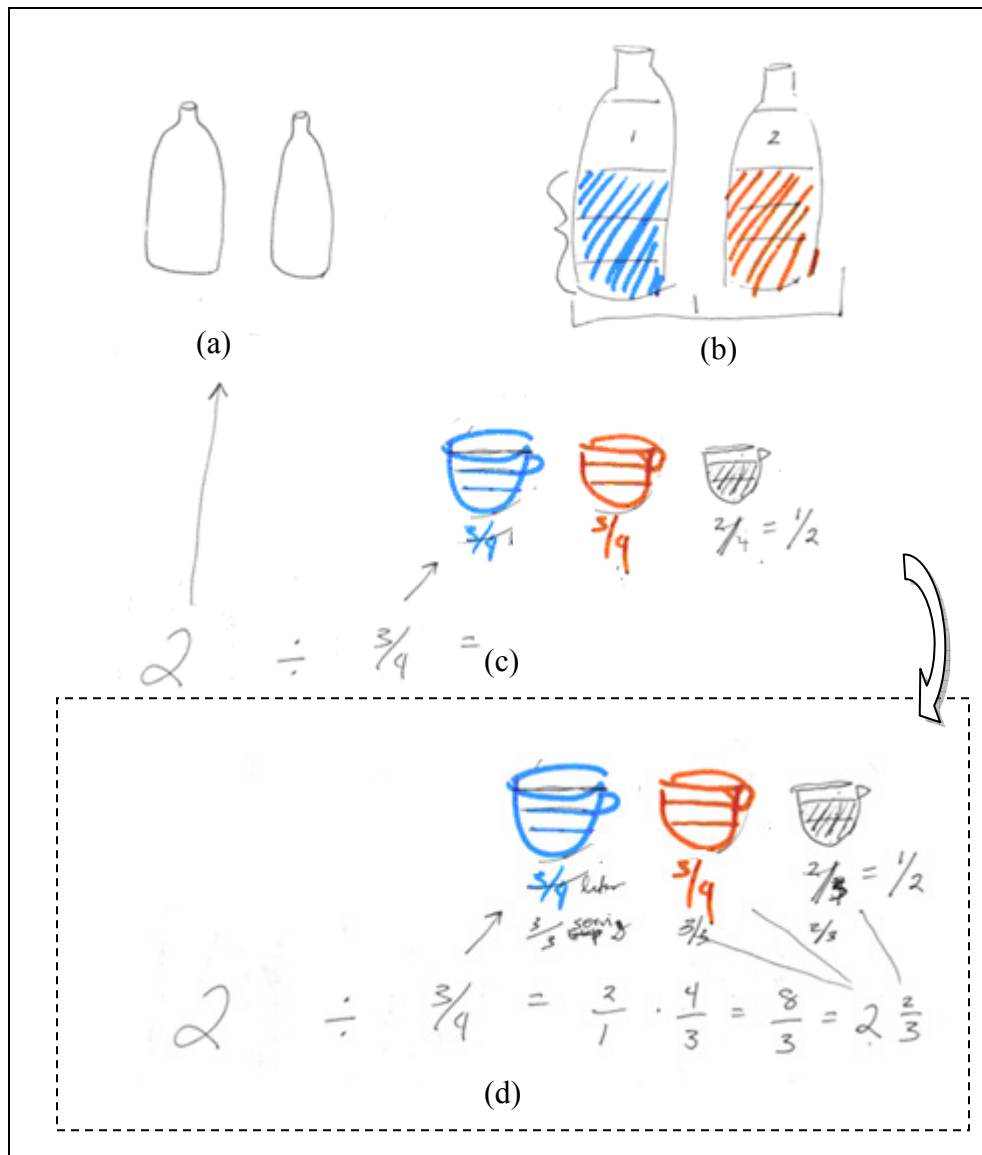 1 2
1
(a) (b)
3/4 3/4 2/4 = 1/2
2 ÷ 3/4 =
(c)
3/4 liter 3/4 = 1/2
3/3 serving 3/3 2/3
2 ÷ 3/4 = 2/1 · 4/3 = 8/3 = 2 2/3
(d)